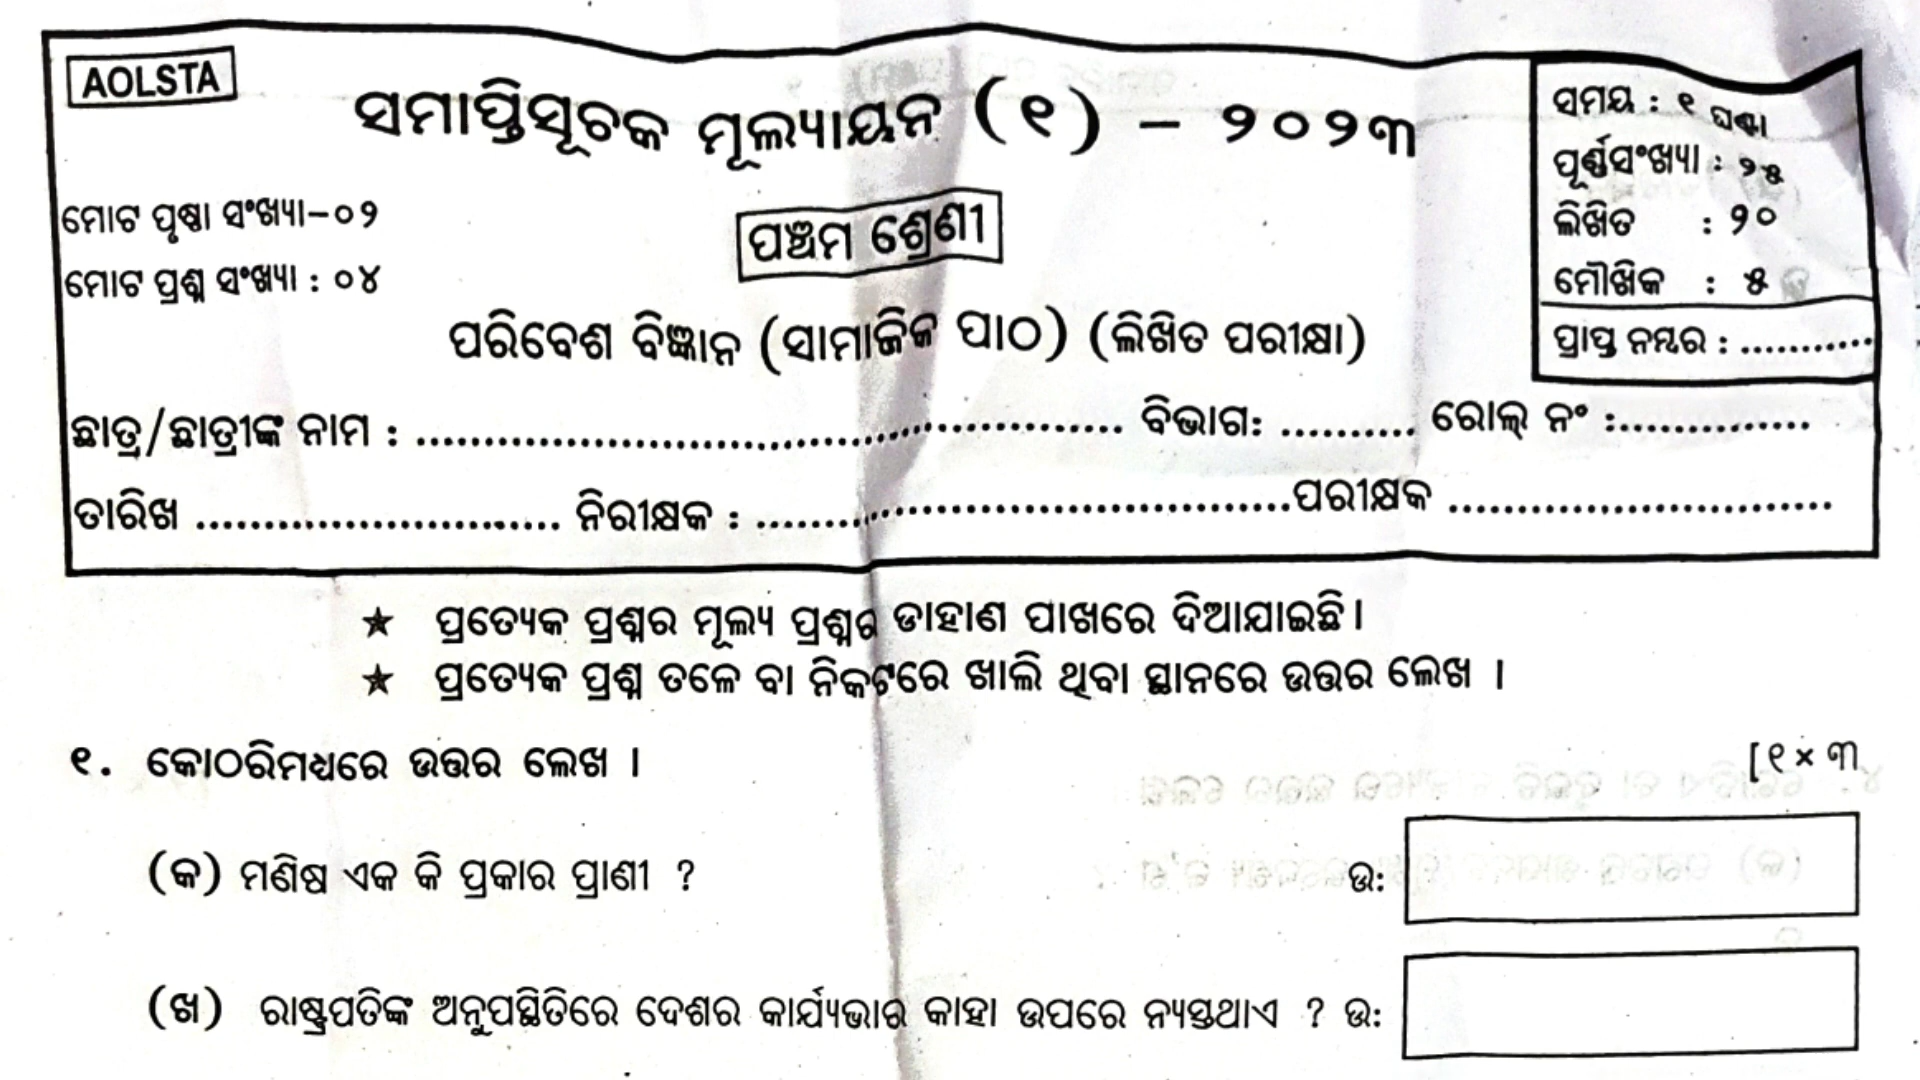 AOLSTA
ସମାପ୍ତିସୂଚକ ମୂଲ୍ୟାୟନ (୧) – ୨୦୨୩
ସମୟ : ୧ ଘଣ୍ଟା
ପୂର୍ଣ୍ଣସଂଖ୍ୟା : ୨୫
ମୋଟ ପୃଷ୍ଠା ସଂଖ୍ୟା–୦୨
ପଞ୍ଚମ ଶ୍ରେଣୀ
ଲିଖିତ : ୨୦
ମୋଟ ପ୍ରଶ୍ନ ସଂଖ୍ୟା : ୦୪
ମୌଖିକ : ୫
ପରିବେଶ ବିଜ୍ଞାନ (ସାମାଜିକ ପାଠ) (ଲିଖିତ ପରୀକ୍ଷା)
ପ୍ରାପ୍ତ ନମ୍ବର : ...........
ଛାତ୍ର/ଛାତ୍ରୀଙ୍କ ନାମ : .................................................... ବିଭାଗ: .......... ରୋଲ୍ ନଂ :..............
ତାରିଖ ........................... ନିରୀକ୍ଷକ : .......................................ପରୀକ୍ଷକ ............................
★ ପ୍ରତ୍ୟେକ ପ୍ରଶ୍ନର ମୂଲ୍ୟ ପ୍ରଶ୍ନର ଡାହାଣ ପାଖରେ ଦିଆଯାଇଛି।
★ ପ୍ରତ୍ୟେକ ପ୍ରଶ୍ନ ତଳେ ବା ନିକଟରେ ଖାଲି ଥିବା ସ୍ଥାନରେ ଉତ୍ତର ଲେଖ ।
୧. କୋଠରିମଧ୍ୟରେ ଉତ୍ତର ଲେଖ । [୧ × ୩
(କ) ମଣିଷ ଏକ କି ପ୍ରକାର ପ୍ରାଣୀ ? ଉ:
(ଖ) ରାଷ୍ଟ୍ରପତିଙ୍କ ଅନୁପସ୍ଥିତିରେ ଦେଶର କାର୍ଯ୍ୟଭାର କାହା ଉପରେ ନ୍ୟସ୍ତଥାଏ ? ଉ: